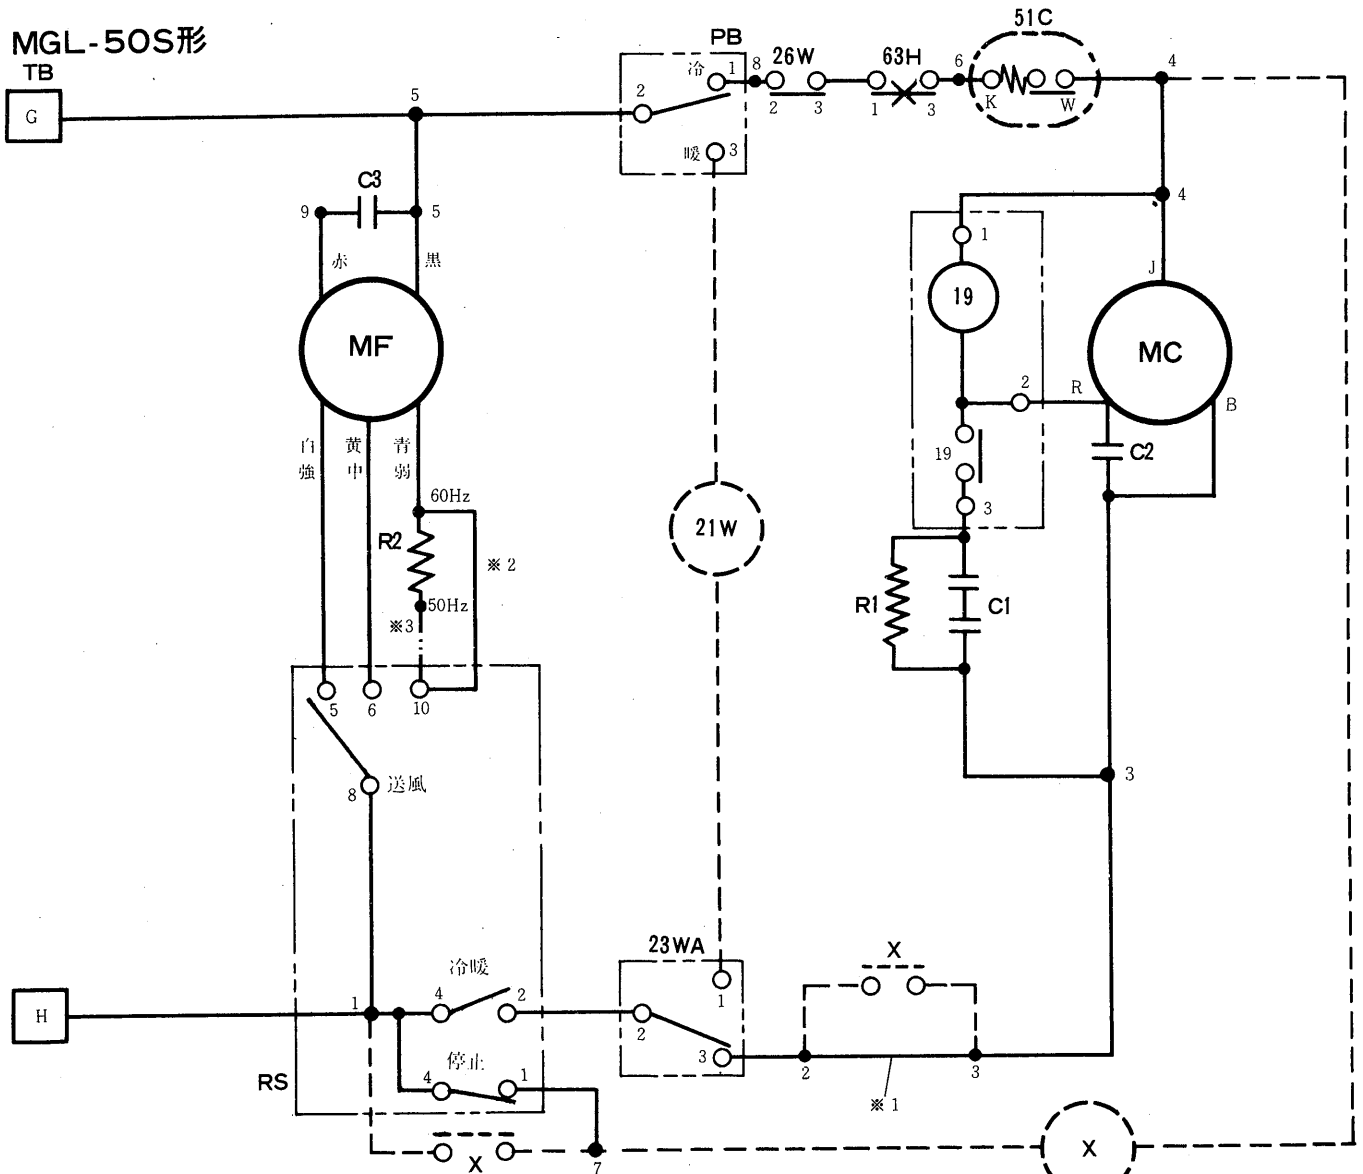 MGL-50S形
TB
G
5
PB
冷
1
2
暖
3
8
26W
2
3
63H
1
3
6
51C
K
W
4
4
C3
9
5
赤
黒
MF
白
強
黄
中
青
弱
60Hz
R2
※2
50Hz
※3
5
6
10
8
送風
21W
1
19
2
R
19
3
J
MC
B
C2
R1
C1
3
H
1
冷暖
4
2
停止
4
1
RS
X
7
23WA
1
2
3
X
2
3
※1
X